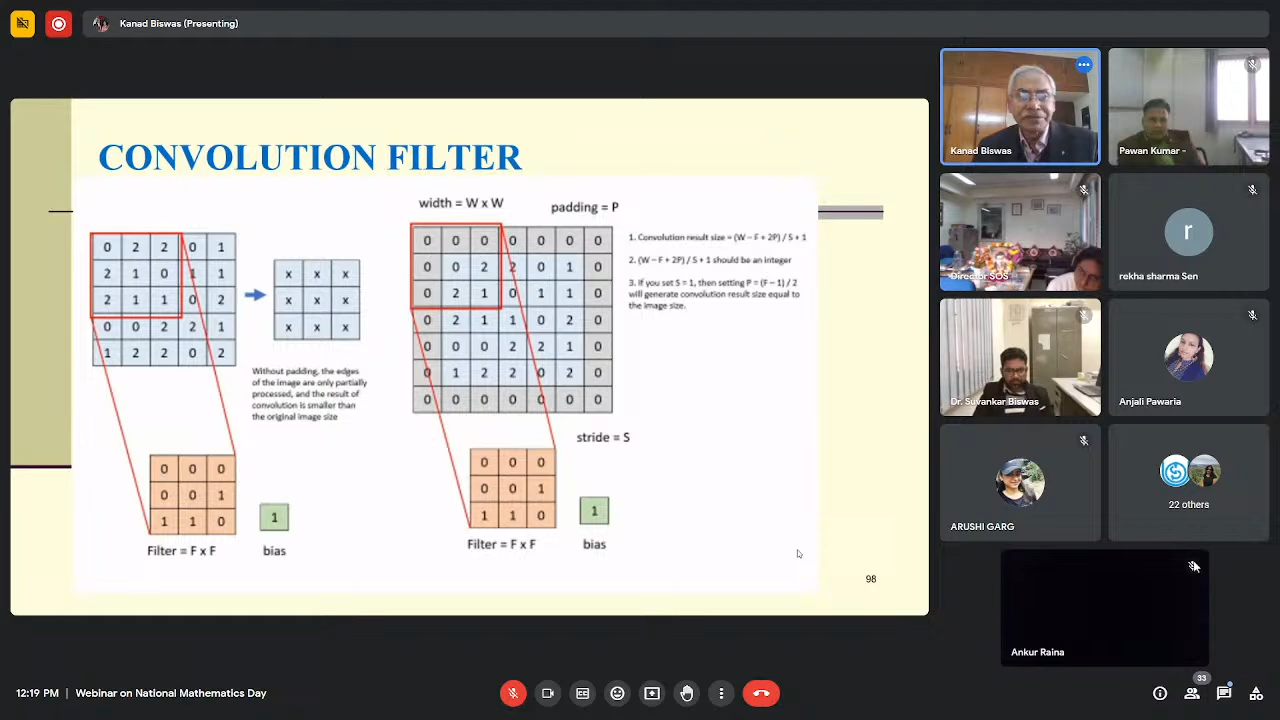 Kanad Biswas (Presenting)
CONVOLUTION FILTER
width = W x W
padding = P
0 2 2 0 1
2 1 0 1 1
2 1 1 0 2
0 0 2 2 1
1 2 2 0 2
x x x
x x x
x x x
Without padding, the edges
of the image are only partially
processed, and the result of
convolution is smaller than
the original image size
0 0 0
0 0 1
1 1 0
Filter = F x F
1
bias
0 0 0 0 0 0 0
0 0 2 2 0 1 0
0 2 1 0 1 1 0
0 2 1 1 0 2 0
0 0 0 2 2 1 0
0 1 2 2 0 2 0
0 0 0 0 0 0 0
1. Convolution result size = (W – F + 2P) / S + 1
2. (W – F + 2P) / S + 1 should be an integer
3. If you set S = 1, then setting P = (F – 1) / 2
will generate convolution result size equal to
the image size.
stride = S
0 0 0
0 0 1
1 1 0
Filter = F x F
1
bias
98
Kanad Biswas
Pawan Kumar -
Director SOS
r
rekha sharma Sen
Dr. Suvankar Biswas
Anjali Pawaria
ARUSHI GARG
22 others
Ankur Raina
12:19 PM | Webinar on National Mathematics Day
33